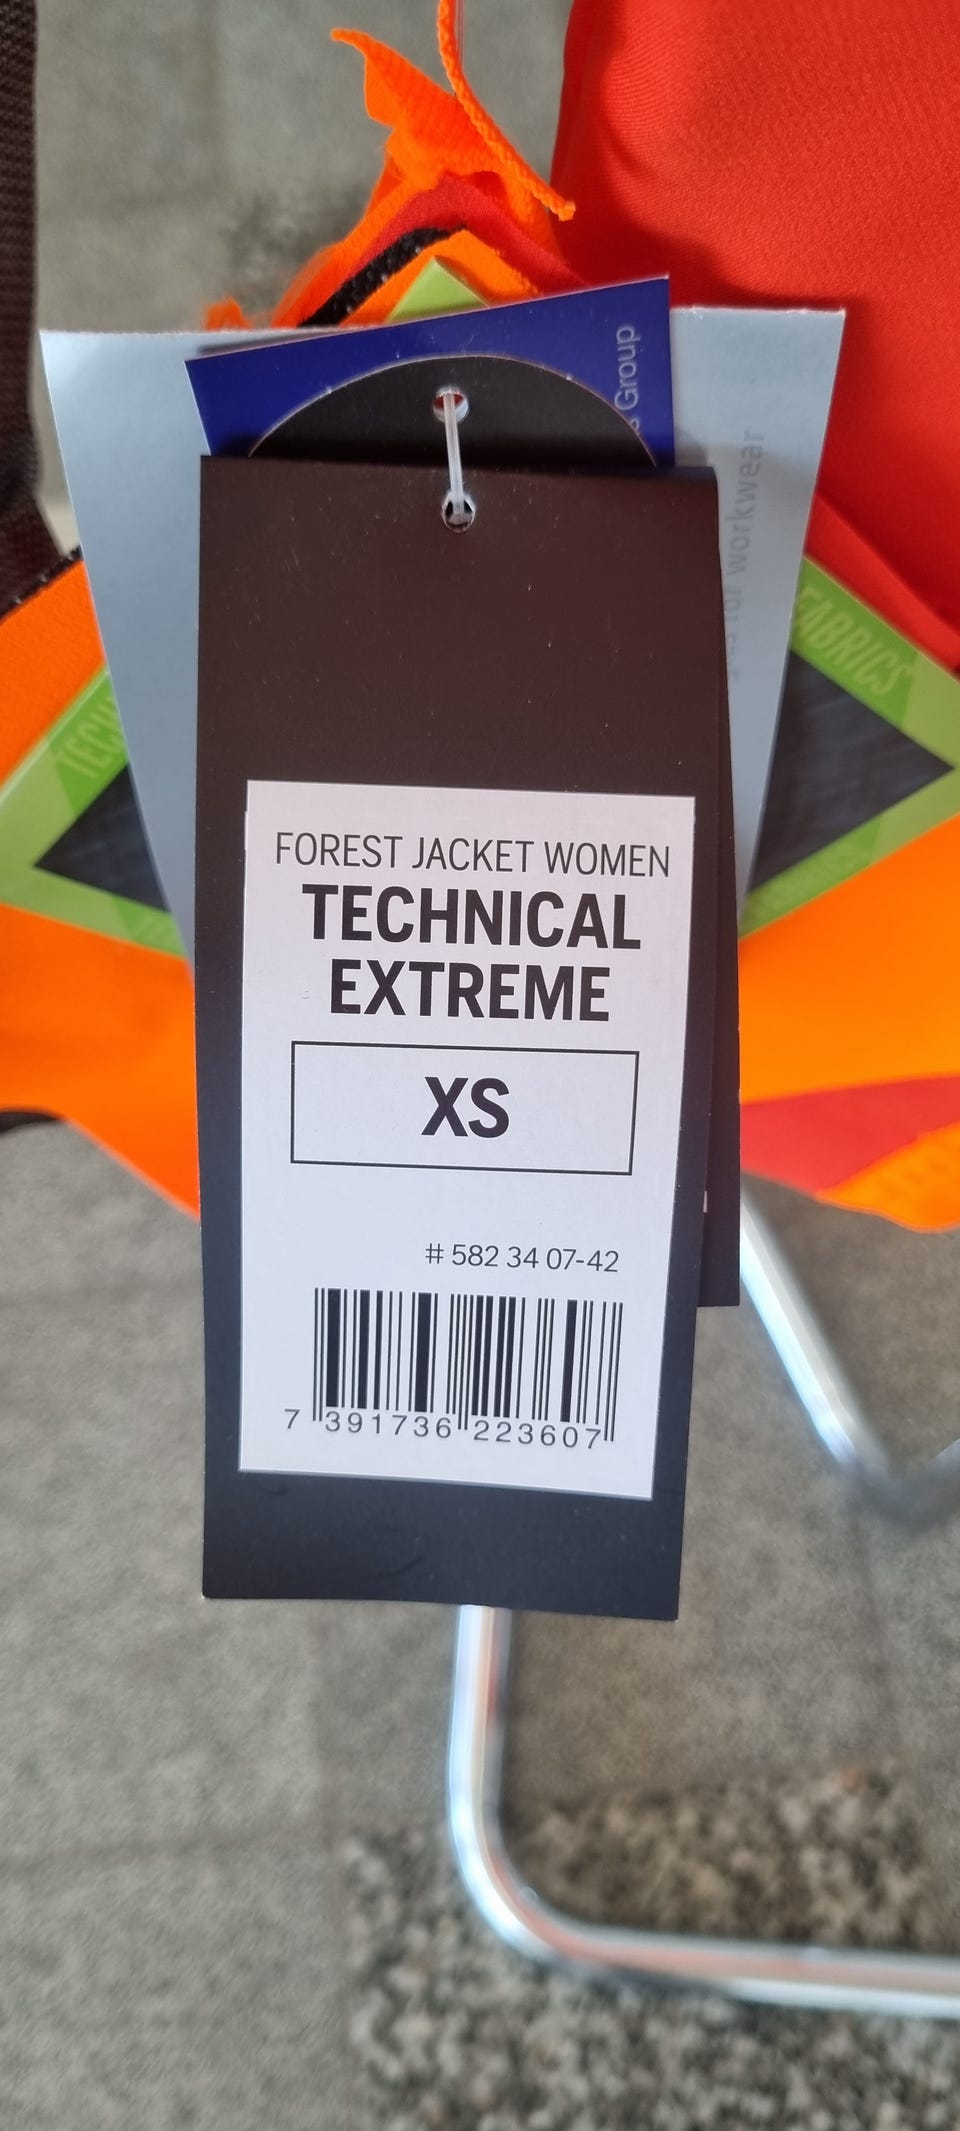 Group
for workwear
FABRICS
FOREST JACKET WOMEN
TECHNICAL
EXTREME
XS
# 582 34 07-42
7 391736 223607